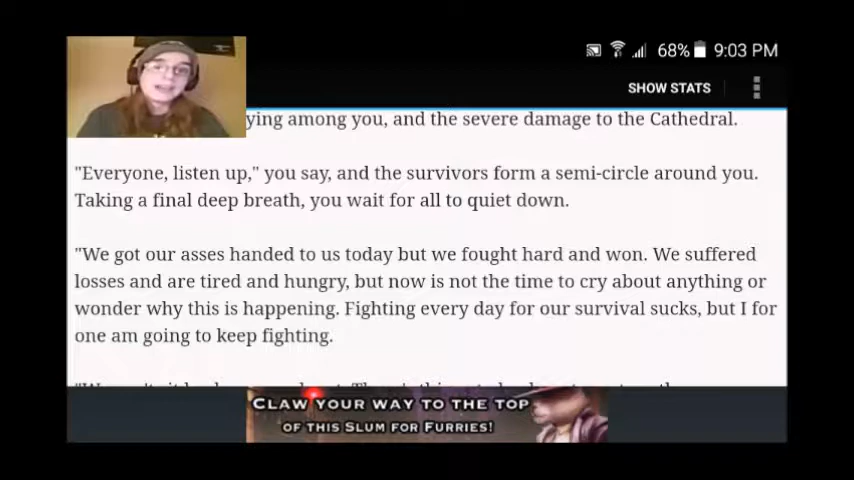 68% 9:03 PM
SHOW STATS
ying among you, and the severe damage to the Cathedral.
"Everyone, listen up," you say, and the survivors form a semi-circle around you.
Taking a final deep breath, you wait for all to quiet down.
"We got our asses handed to us today but we fought hard and won. We suffered
losses and are tired and hungry, but now is not the time to cry about anything or
wonder why this is happening. Fighting every day for our survival sucks, but I for
one am going to keep fighting.
CLAW YOUR WAY TO THE TOP
OF THIS SLUM FOR FURRIES!